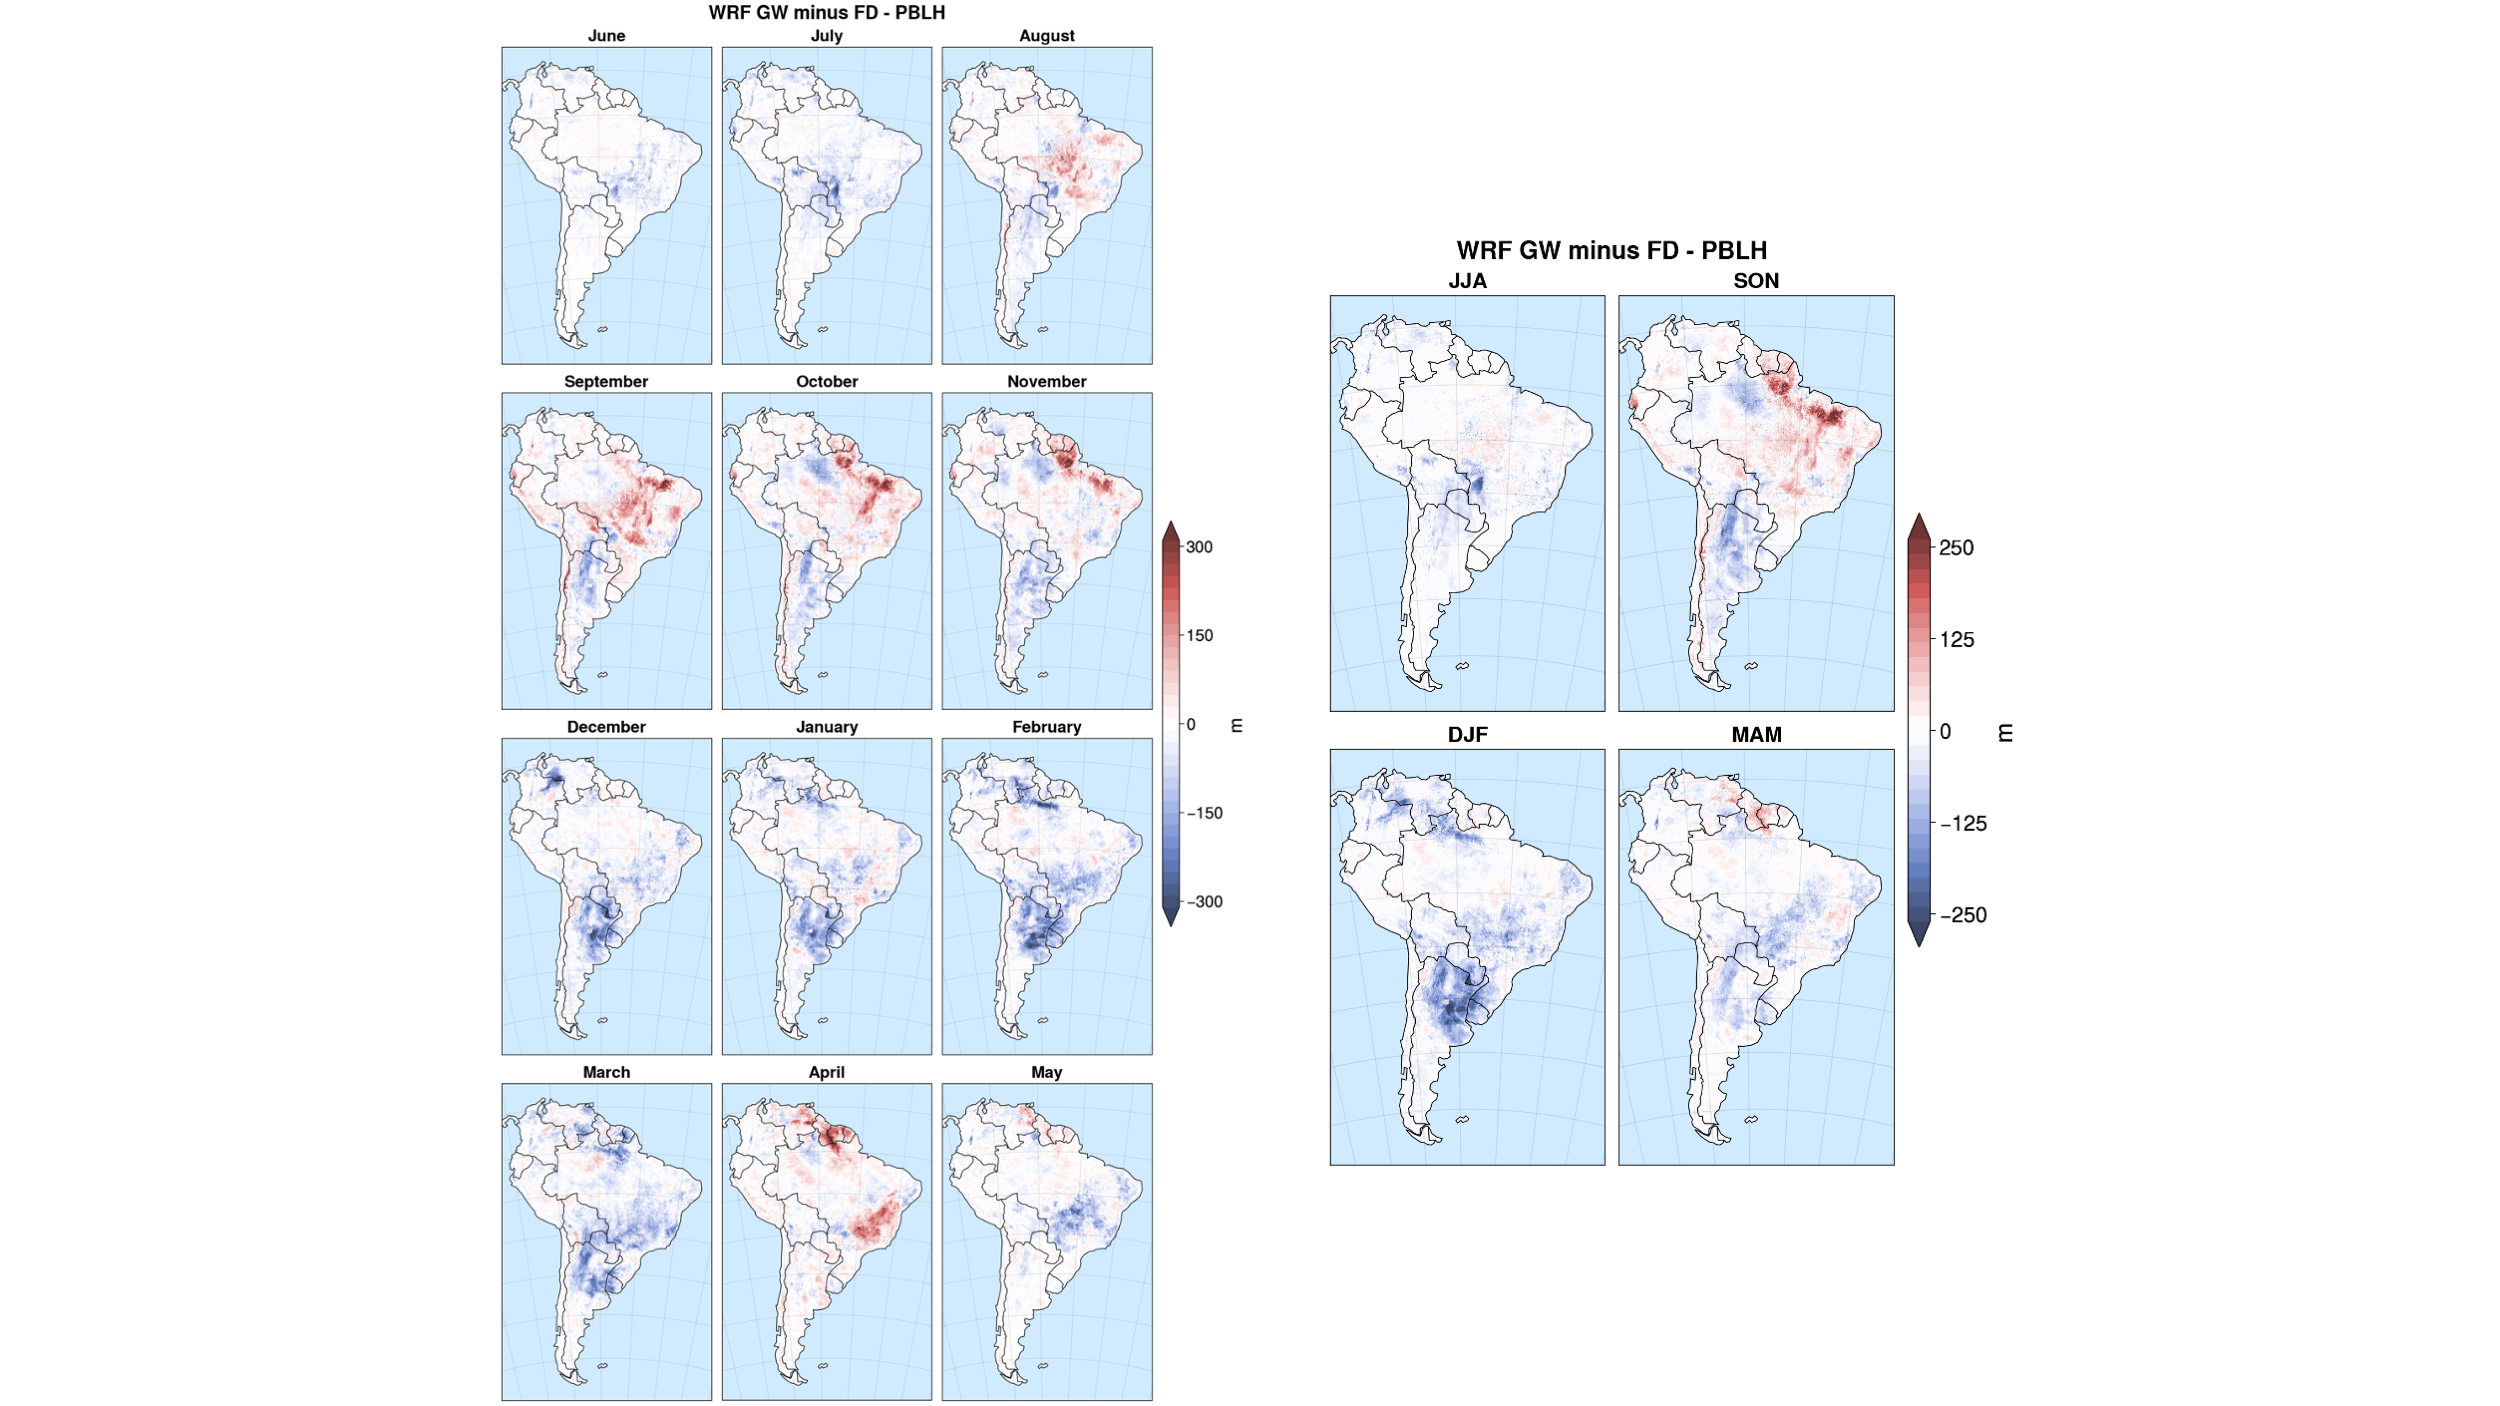 WRF GW minus FD - PBLH
June
July
August
September
October
November
December
January
February
March
April
May
300
150
0
−150
−300
m
WRF GW minus FD - PBLH
JJA
SON
DJF
MAM
250
125
0
−125
−250
m